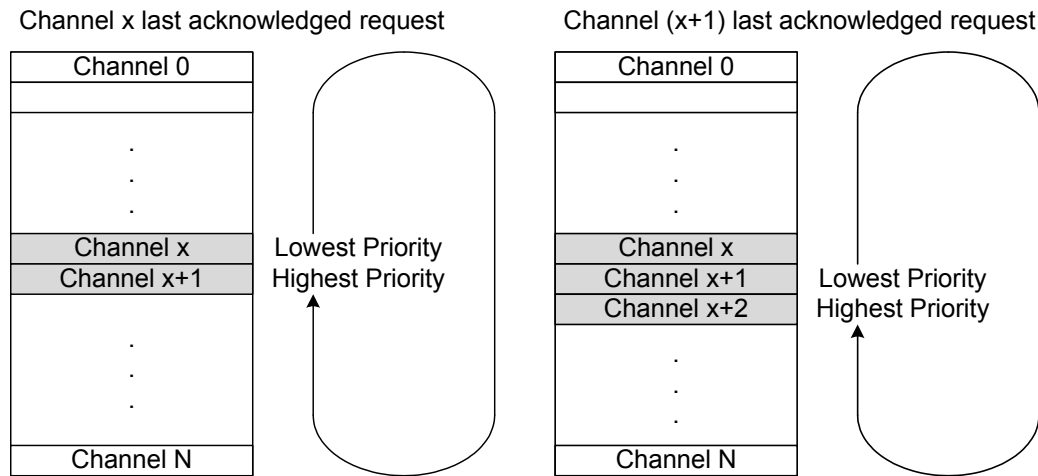 Channel x last acknowledged request
Channel 0
.
.
.
Channel x
Channel x+1
.
.
.
Channel N
Lowest Priority
Highest Priority
Channel (x+1) last acknowledged request
Channel 0
.
.
.
Channel x
Channel x+1
Channel x+2
.
.
.
Channel N
Lowest Priority
Highest Priority